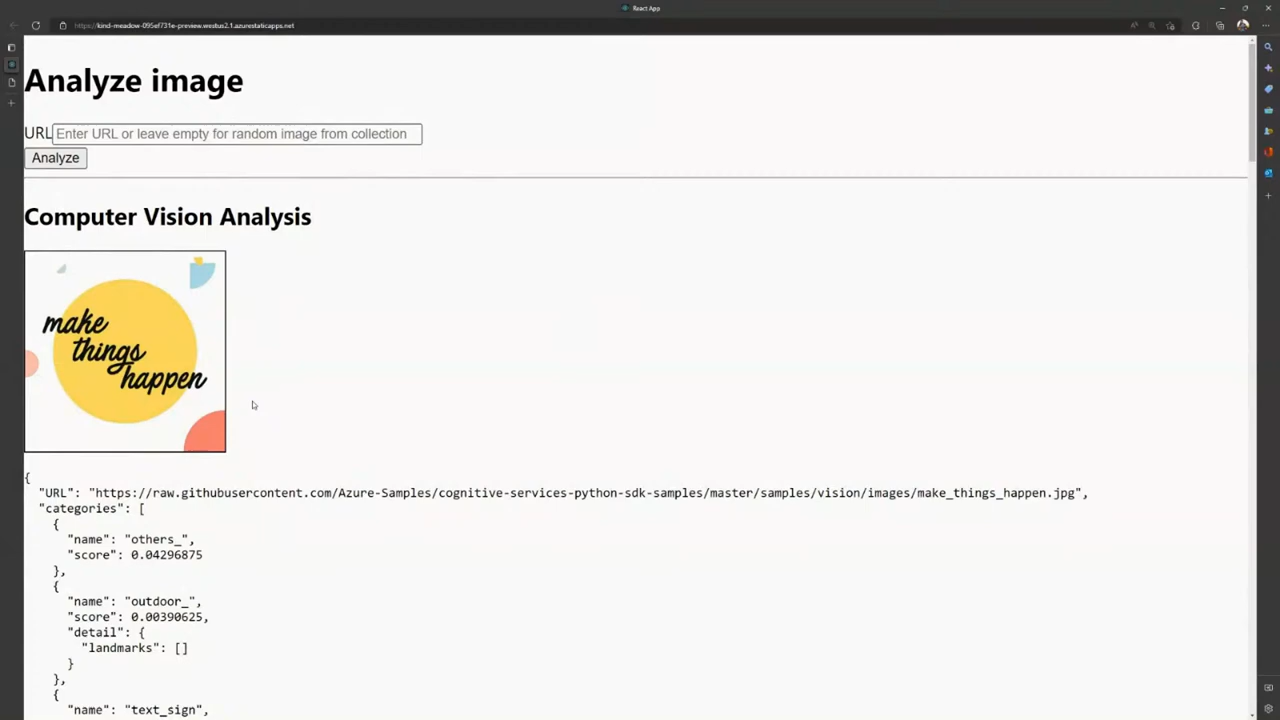 React App
https://kind-meadow-095ef731e-preview.westus2.1.azurestaticapps.net
Analyze image
URL Enter URL or leave empty for random image from collection
Analyze
Computer Vision Analysis
make
things
happen
{
"URL": "https://raw.githubusercontent.com/Azure-Samples/cognitive-services-python-sdk-samples/master/samples/vision/images/make_things_happen.jpg",
"categories": [
{
"name": "others_",
"score": 0.04296875
},
{
"name": "outdoor_",
"score": 0.00390625,
"detail": {
"landmarks": []
}
},
{
"name": "text_sign",